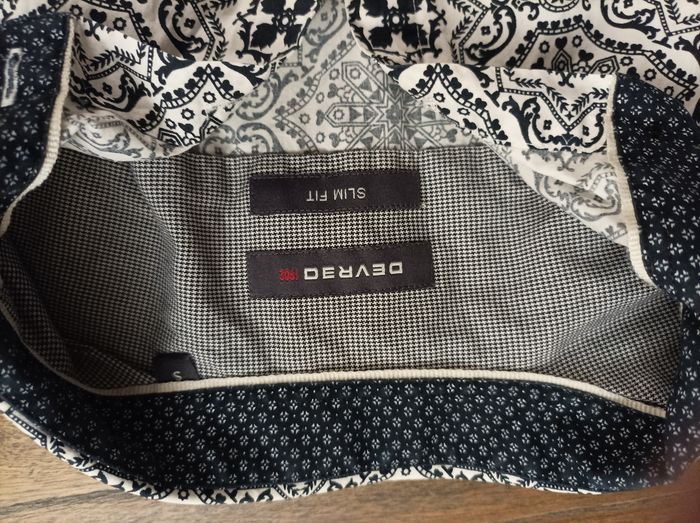 S
DEVRED 1902
SLIM FIT